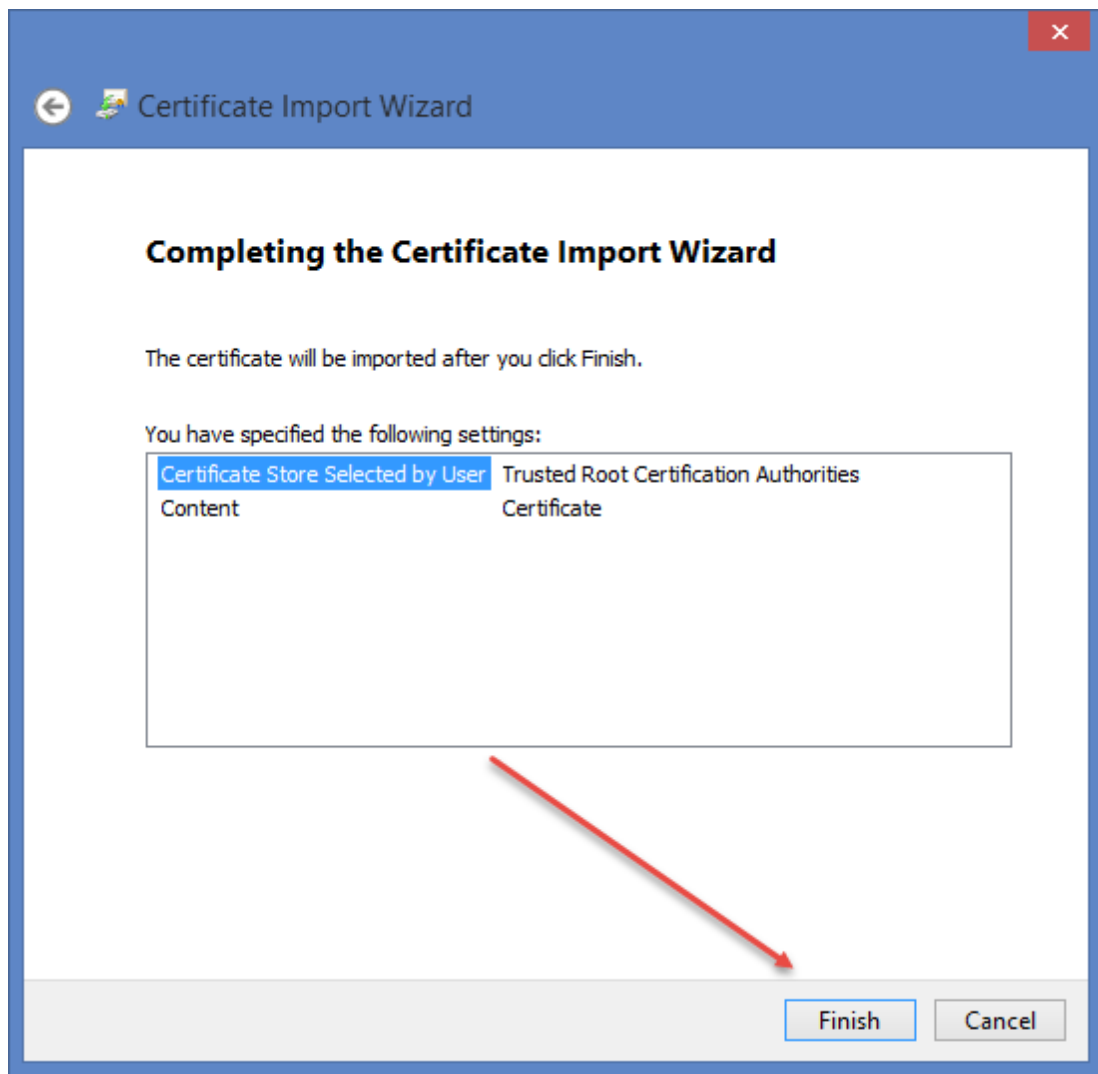 Certificate Import Wizard
Completing the Certificate Import Wizard
The certificate will be imported after you click Finish.
You have specified the following settings:
Certificate Store Selected by User Trusted Root Certification Authorities
Content Certificate
Finish Cancel